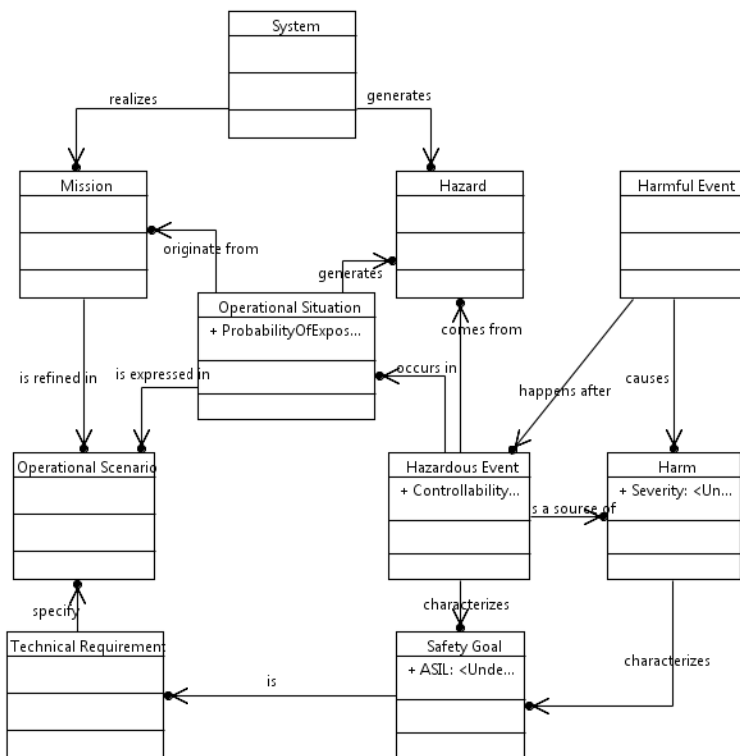 System
realizes
generates
Mission
Hazard
Harmful Event
originate from
generates
Operational Situation
+ ProbabilityOfExpos...
comes from
is refined in
is expressed in
occurs in
happens after
causes
Operational Scenario
Hazardous Event
Harm
+ Controllability...
+ Severity: <Un...
s a source of
specify
characterizes
Technical Requirement
Safety Goal
+ ASIL: <Unde...
characterizes
is